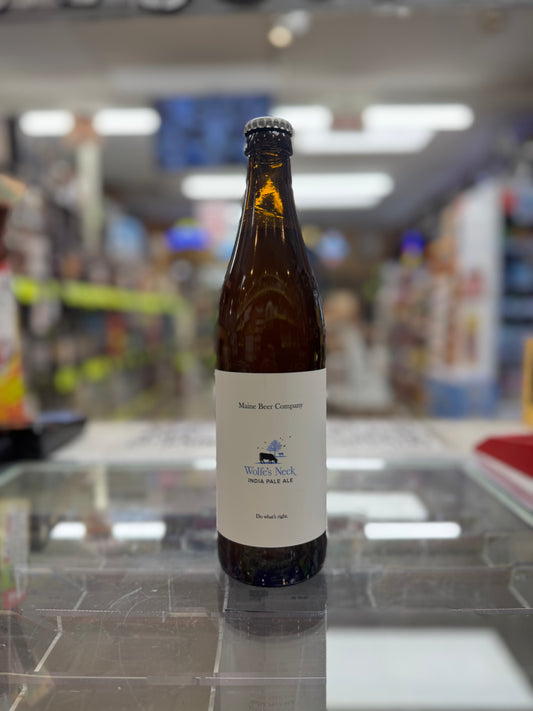 Maine Beer Company
Wolfe's Neck
INDIA PALE ALE
Do what's right.